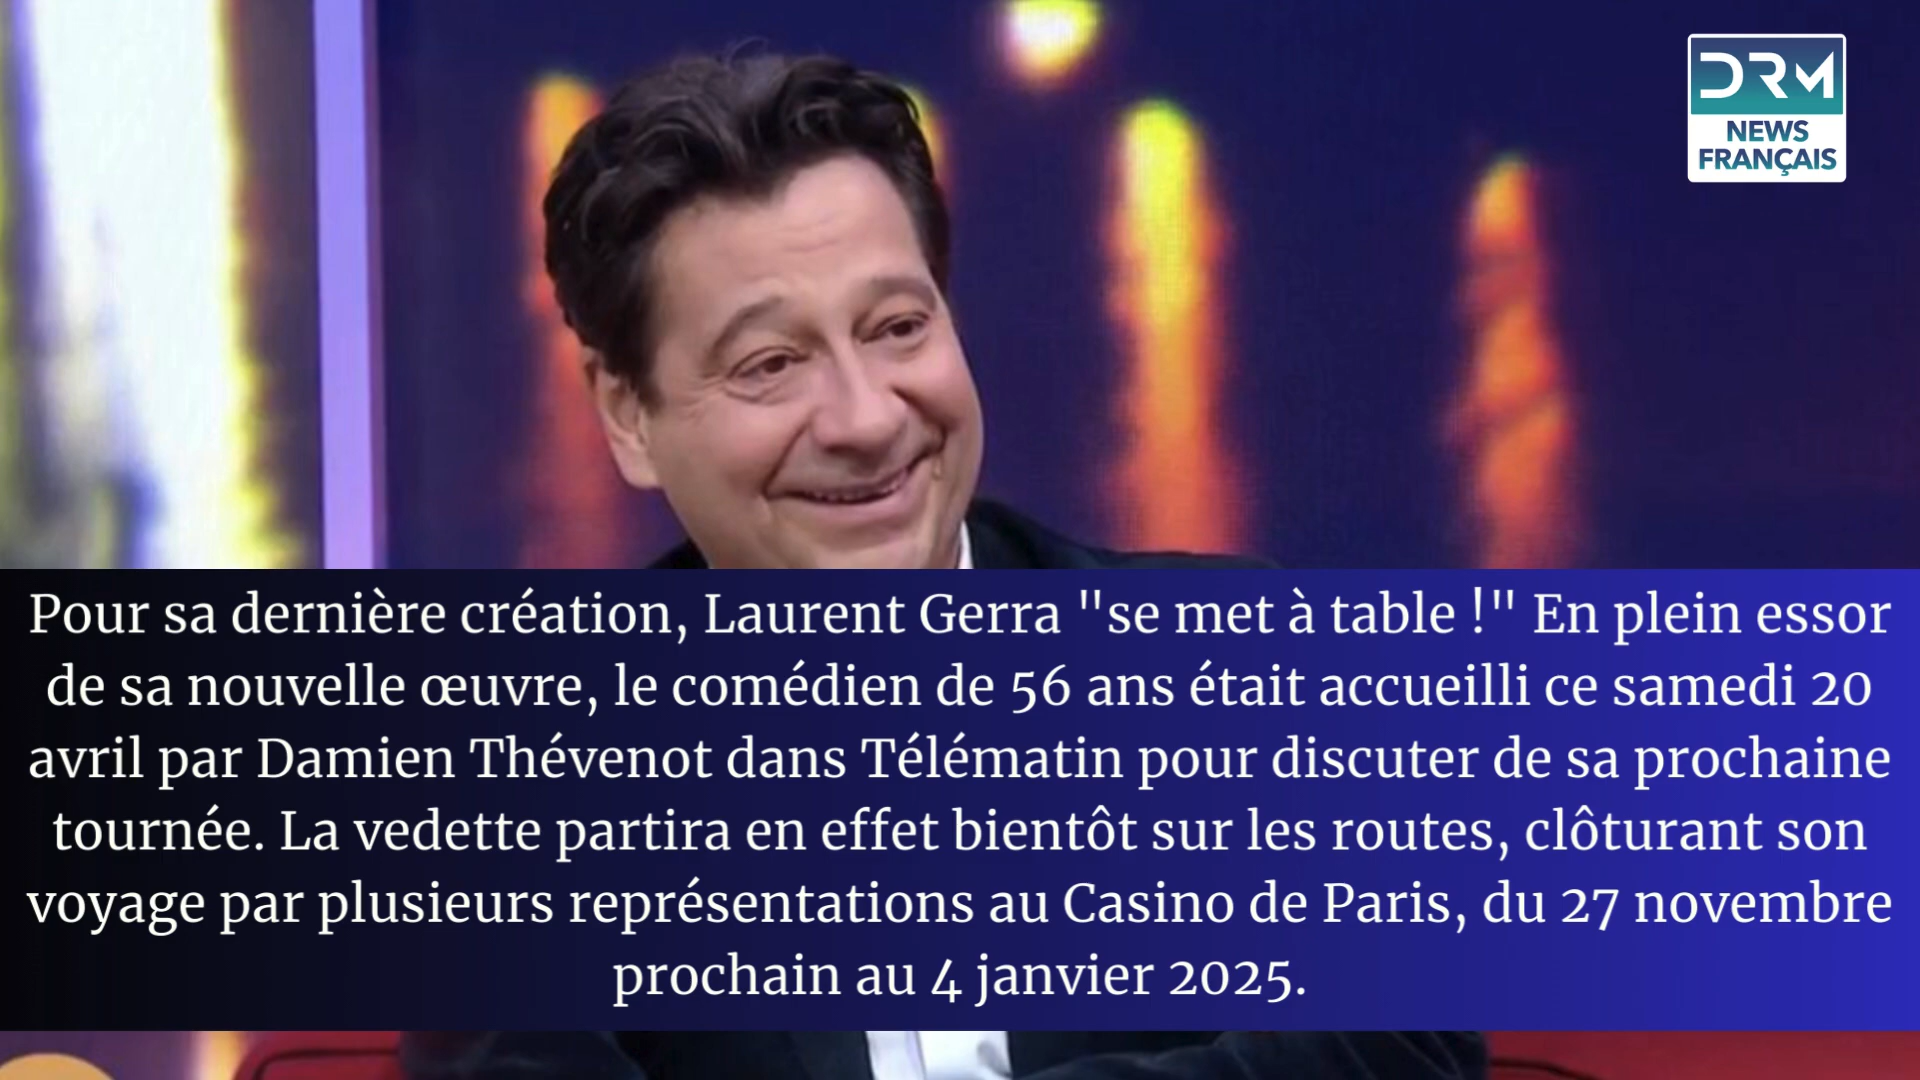 DRM
NEWS
FRANÇAIS
Pour sa dernière création, Laurent Gerra "se met à table !" En plein essor
de sa nouvelle œuvre, le comédien de 56 ans était accueilli ce samedi 20
avril par Damien Thévenot dans Télématin pour discuter de sa prochaine
tournée. La vedette partira en effet bientôt sur les routes, clôturant son
voyage par plusieurs représentations au Casino de Paris, du 27 novembre
prochain au 4 janvier 2025.